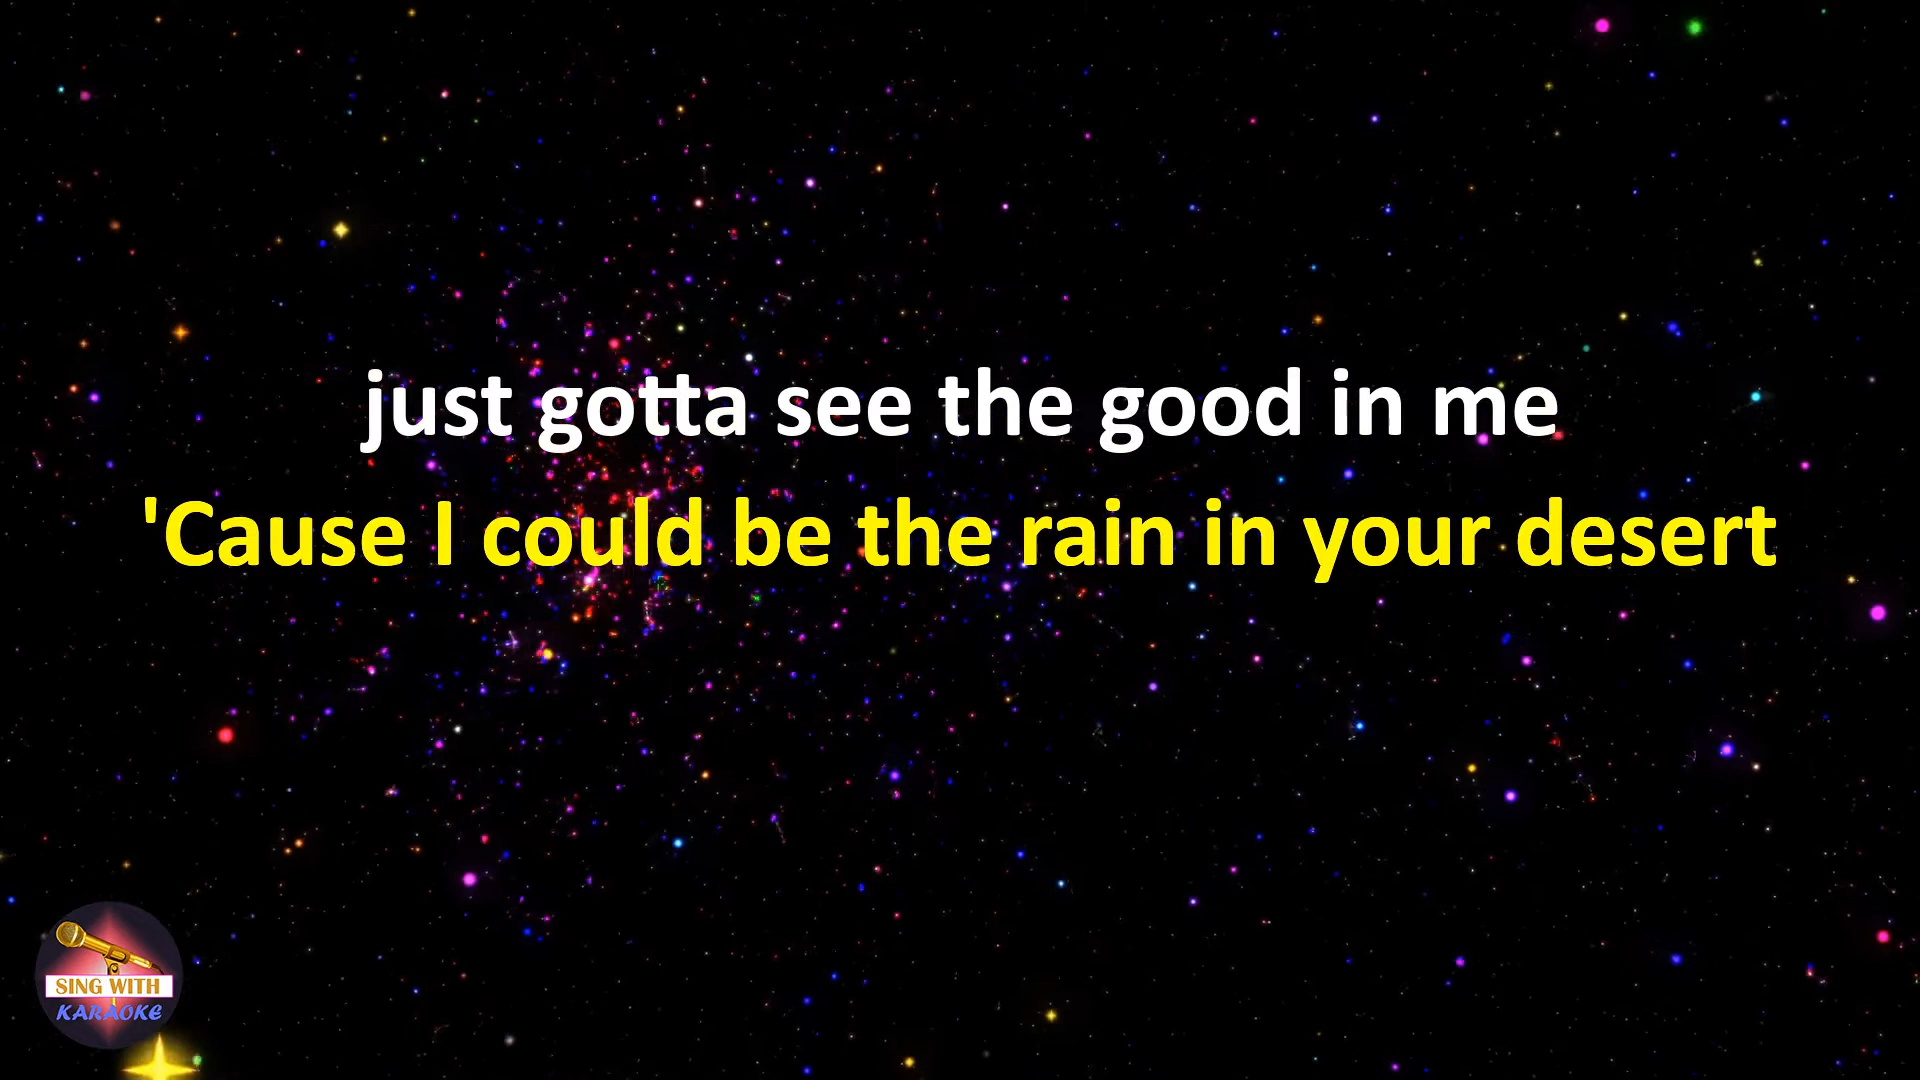 just gotta see the good in me
'Cause I could be the rain in your desert
SING WITH
KARAOKE